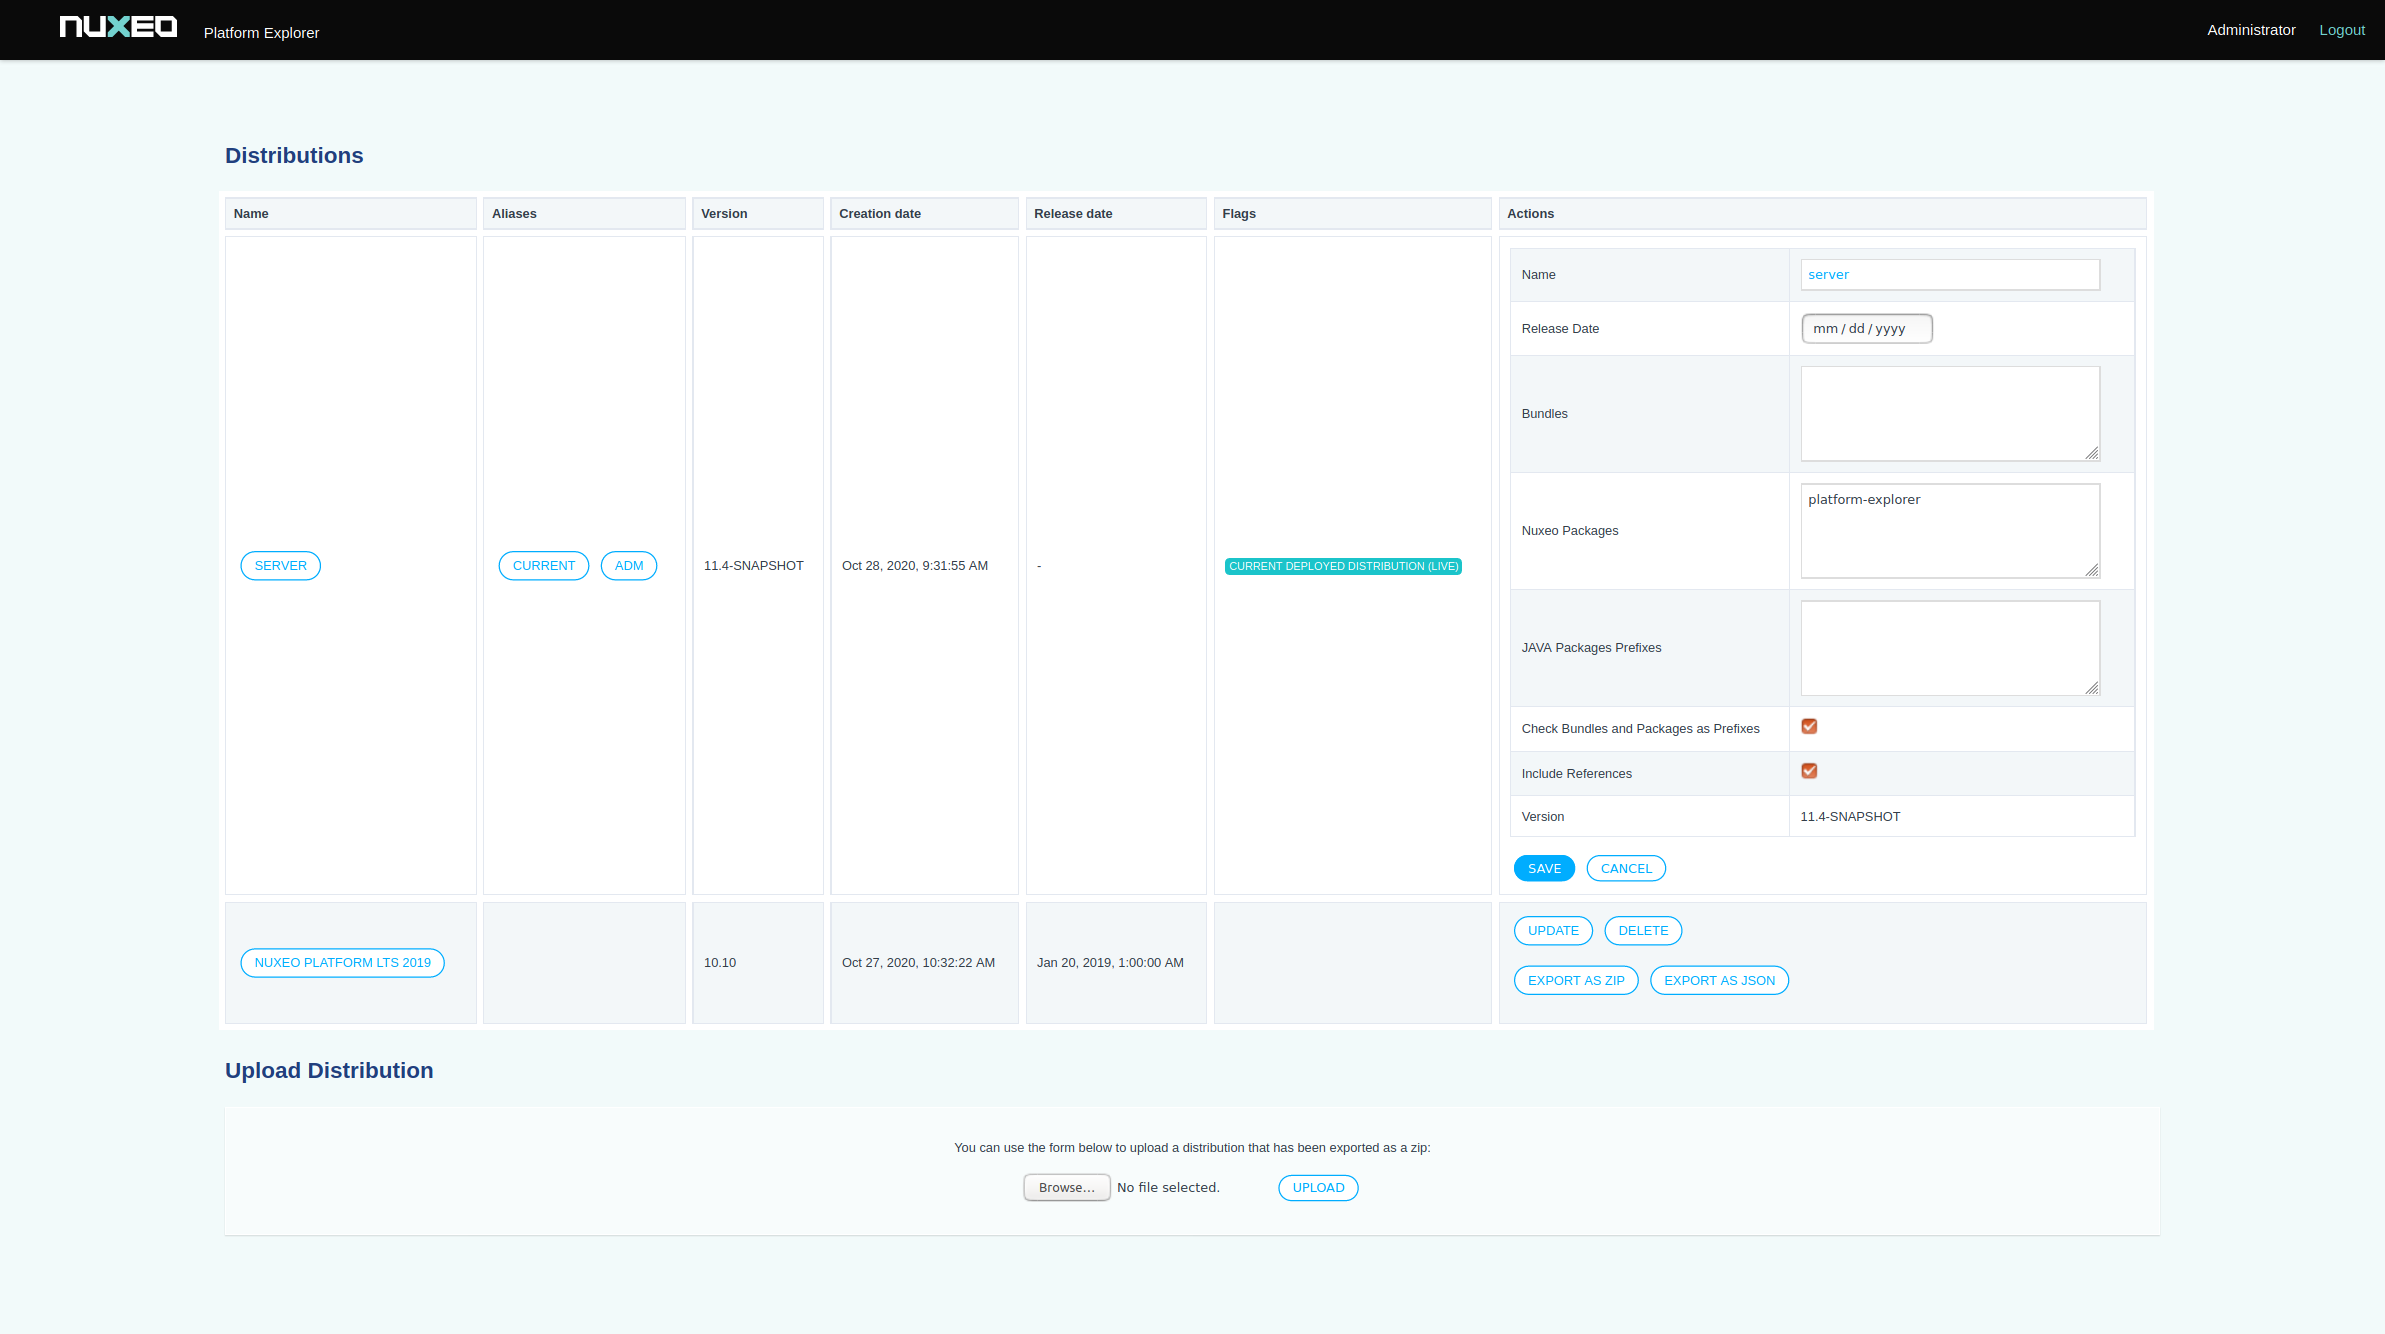 nuxeo Platform Explorer Administrator Logout
Distributions
Name Aliases Version Creation date Release date Flags Actions
Name server
Release Date mm / dd / yyyy
Bundles
Nuxeo Packages platform-explorer
SERVER CURRENT ADM 11.4-SNAPSHOT Oct 28, 2020, 9:31:55 AM - CURRENT DEPLOYED DISTRIBUTION (LIVE)
JAVA Packages Prefixes
Check Bundles and Packages as Prefixes
Include References
Version 11.4-SNAPSHOT
SAVE CANCEL
NUXEO PLATFORM LTS 2019 10.10 Oct 27, 2020, 10:32:22 AM Jan 20, 2019, 1:00:00 AM
UPDATE DELETE
EXPORT AS ZIP EXPORT AS JSON
Upload Distribution
You can use the form below to upload a distribution that has been exported as a zip:
Browse... No file selected. UPLOAD